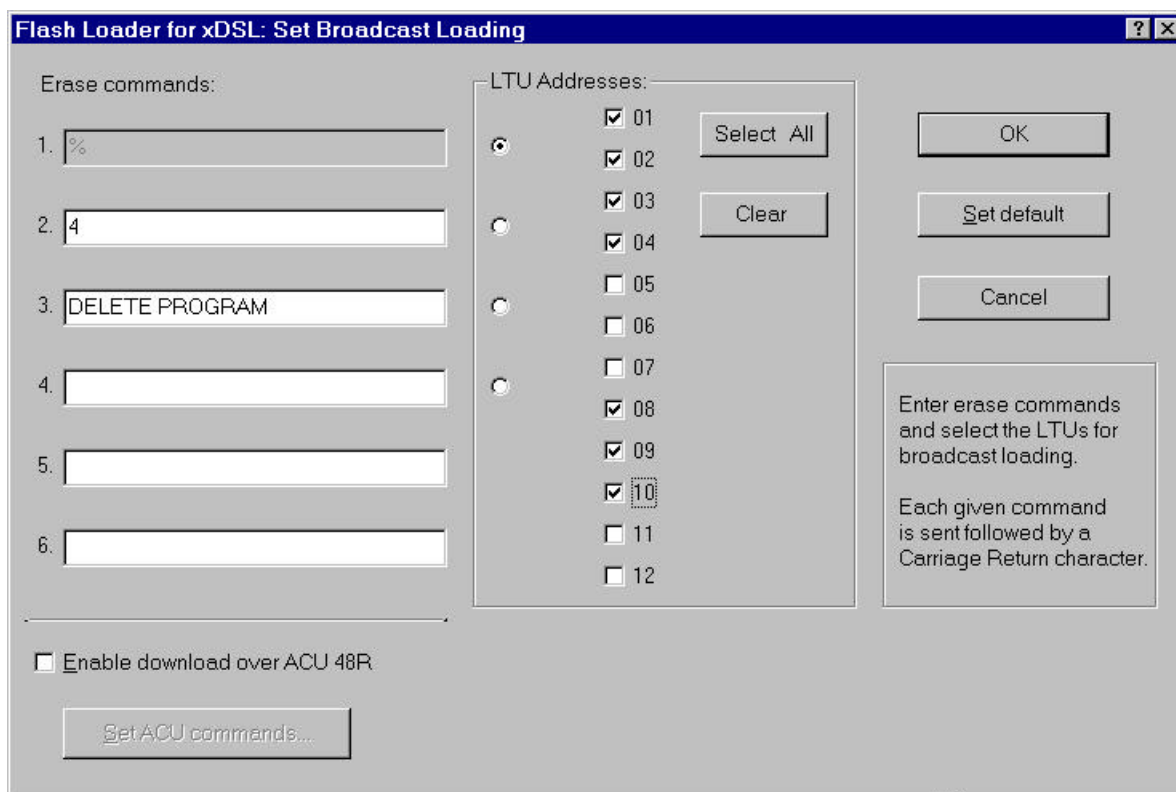 Flash Loader for xDSL: Set Broadcast Loading
Erase commands:
1. %
2. 4
3. DELETE PROGRAM
4.
5.
6.
Enable download over ACU 48R
Set ACU commands...
LTU Addresses:
01
02
03
04
05
06
07
08
09
10
11
12
Select All
Clear
OK
Set default
Cancel
Enter erase commands
and select the LTUs for
broadcast loading.
Each given command
is sent followed by a
Carriage Return character.